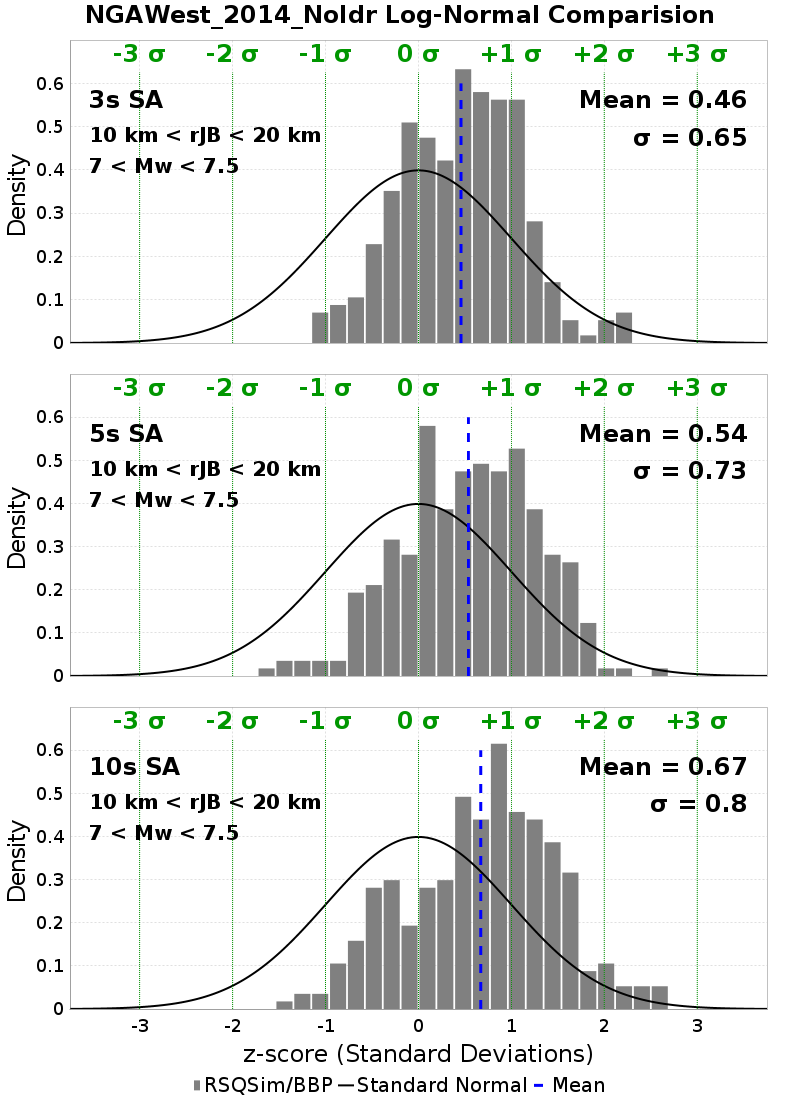 NGAWest_2014_NoIdr Log-Normal Comparision
-3 σ -2 σ -1 σ 0 σ +1 σ +2 σ +3 σ
3s SA
Mean = 0.46
10 km < rJB < 20 km
σ = 0.65
7 < Mw < 7.5
0.6
0.5
0.4
0.3
0.2
0.1
0
Density
-3 σ -2 σ -1 σ 0 σ +1 σ +2 σ +3 σ
5s SA
Mean = 0.54
10 km < rJB < 20 km
σ = 0.73
7 < Mw < 7.5
0.6
0.5
0.4
0.3
0.2
0.1
0
Density
-3 σ -2 σ -1 σ 0 σ +1 σ +2 σ +3 σ
10s SA
Mean = 0.67
10 km < rJB < 20 km
σ = 0.8
7 < Mw < 7.5
0.6
0.5
0.4
0.3
0.2
0.1
0
Density
-3 -2 -1 0 1 2 3
z-score (Standard Deviations)
RSQSim/BBP Standard Normal Mean